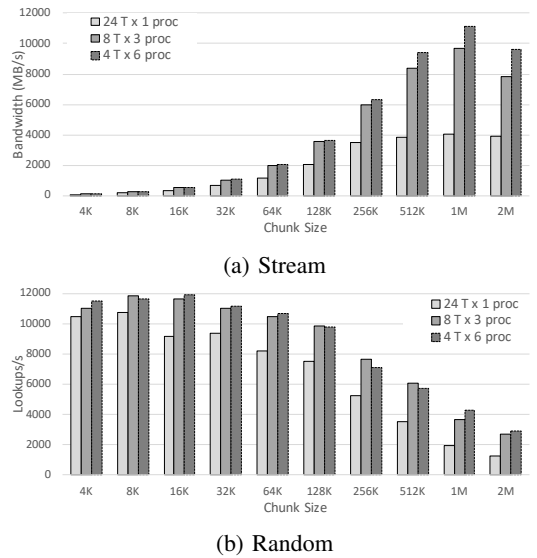 12000
10000
8000
6000
4000
2000
0
Bandwidth (MB/s)
24 T x 1 proc
8 T x 3 proc
4 T x 6 proc
4K 8K 16K 32K 64K 128K 256K 512K 1M 2M
Chunk Size
(a) Stream
12000
10000
8000
6000
4000
2000
0
Lookups/s
24 T x 1 proc
8 T x 3 proc
4 T x 6 proc
4K 8K 16K 32K 64K 128K 256K 512K 1M 2M
Chunk Size
(b) Random